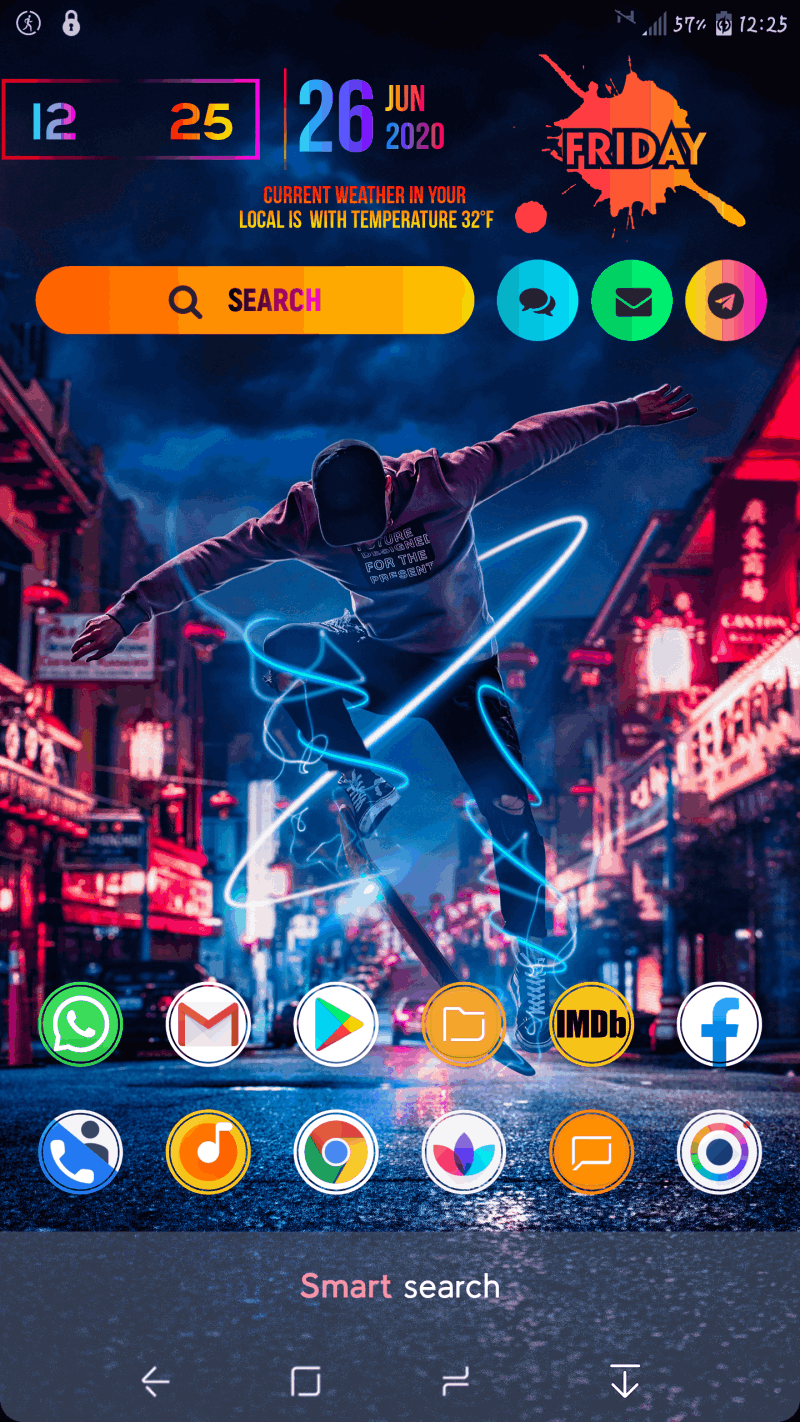 57% 12:25
12 25
26 JUN
2020
FRIDAY
CURRENT WEATHER IN YOUR
LOCAL IS WITH TEMPERATURE 32°F
SEARCH
FUTURE
DESIGNED
FOR THE
PRESENT
CANTON
IMDb
Smart search